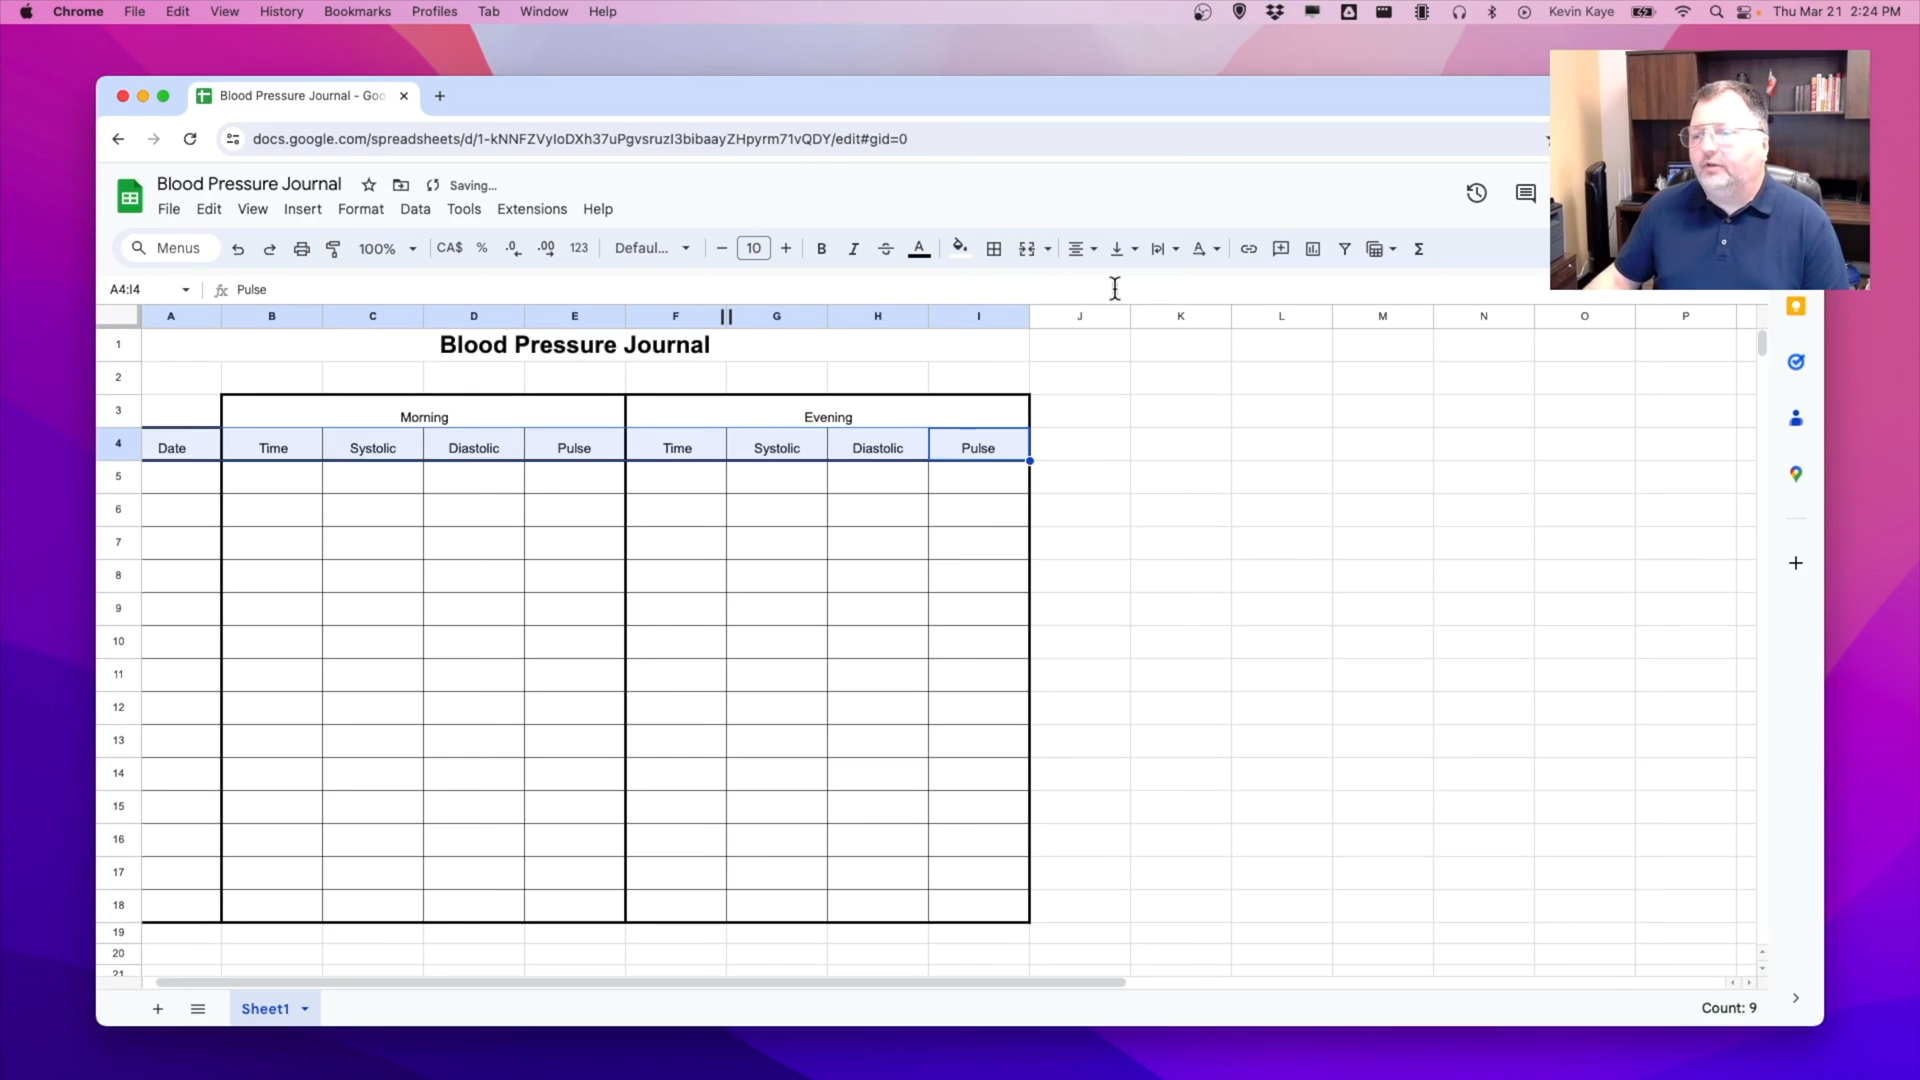 Chrome File Edit View History Bookmarks Profiles Tab Window Help Kevin Kaye Thu Mar 21 2:24 PM
Blood Pressure Journal - Goo
docs.google.com/spreadsheets/d/1-kNNFZVyIoDXh37uPgvsruzI3bibaayZHpyrm71vQDY/edit#gid=0
Blood Pressure Journal Saving...
File Edit View Insert Format Data Tools Extensions Help
Menus 100% CA$ % .0 .00 123 Defaul... 10 B I S A Σ
A4:I4 fx Pulse
A B C D E F G H I J K L M N O P
1 Blood Pressure Journal
2
3 Morning Evening
4 Date Time Systolic Diastolic Pulse Time Systolic Diastolic Pulse
5
6
7
8
9
10
11
12
13
14
15
16
17
18
19
20
21
Sheet1 Count: 9